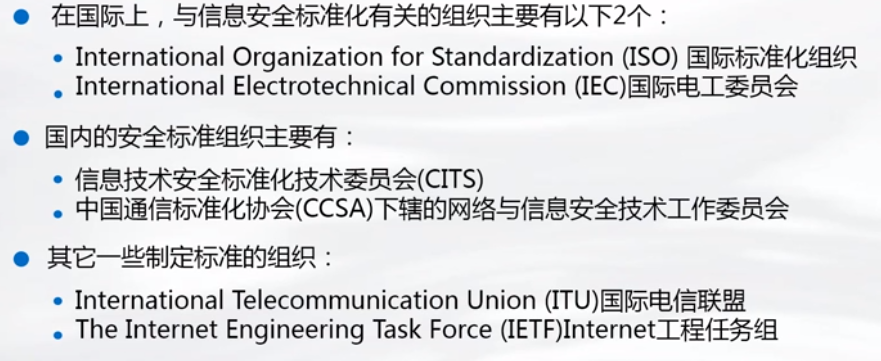 在国际上，与信息安全标准化有关的组织主要有以下2个：
International Organization for Standardization (ISO) 国际标准化组织
International Electrotechnical Commission (IEC)国际电工委员会
国内的安全标准组织主要有：
信息技术安全标准化技术委员会(CITS)
中国通信标准化协会(CCSA)下辖的网络与信息安全技术工作委员会
其它一些制定标准的组织：
International Telecommunication Union (ITU)国际电信联盟
The Internet Engineering Task Force (IETF)Internet工程任务组